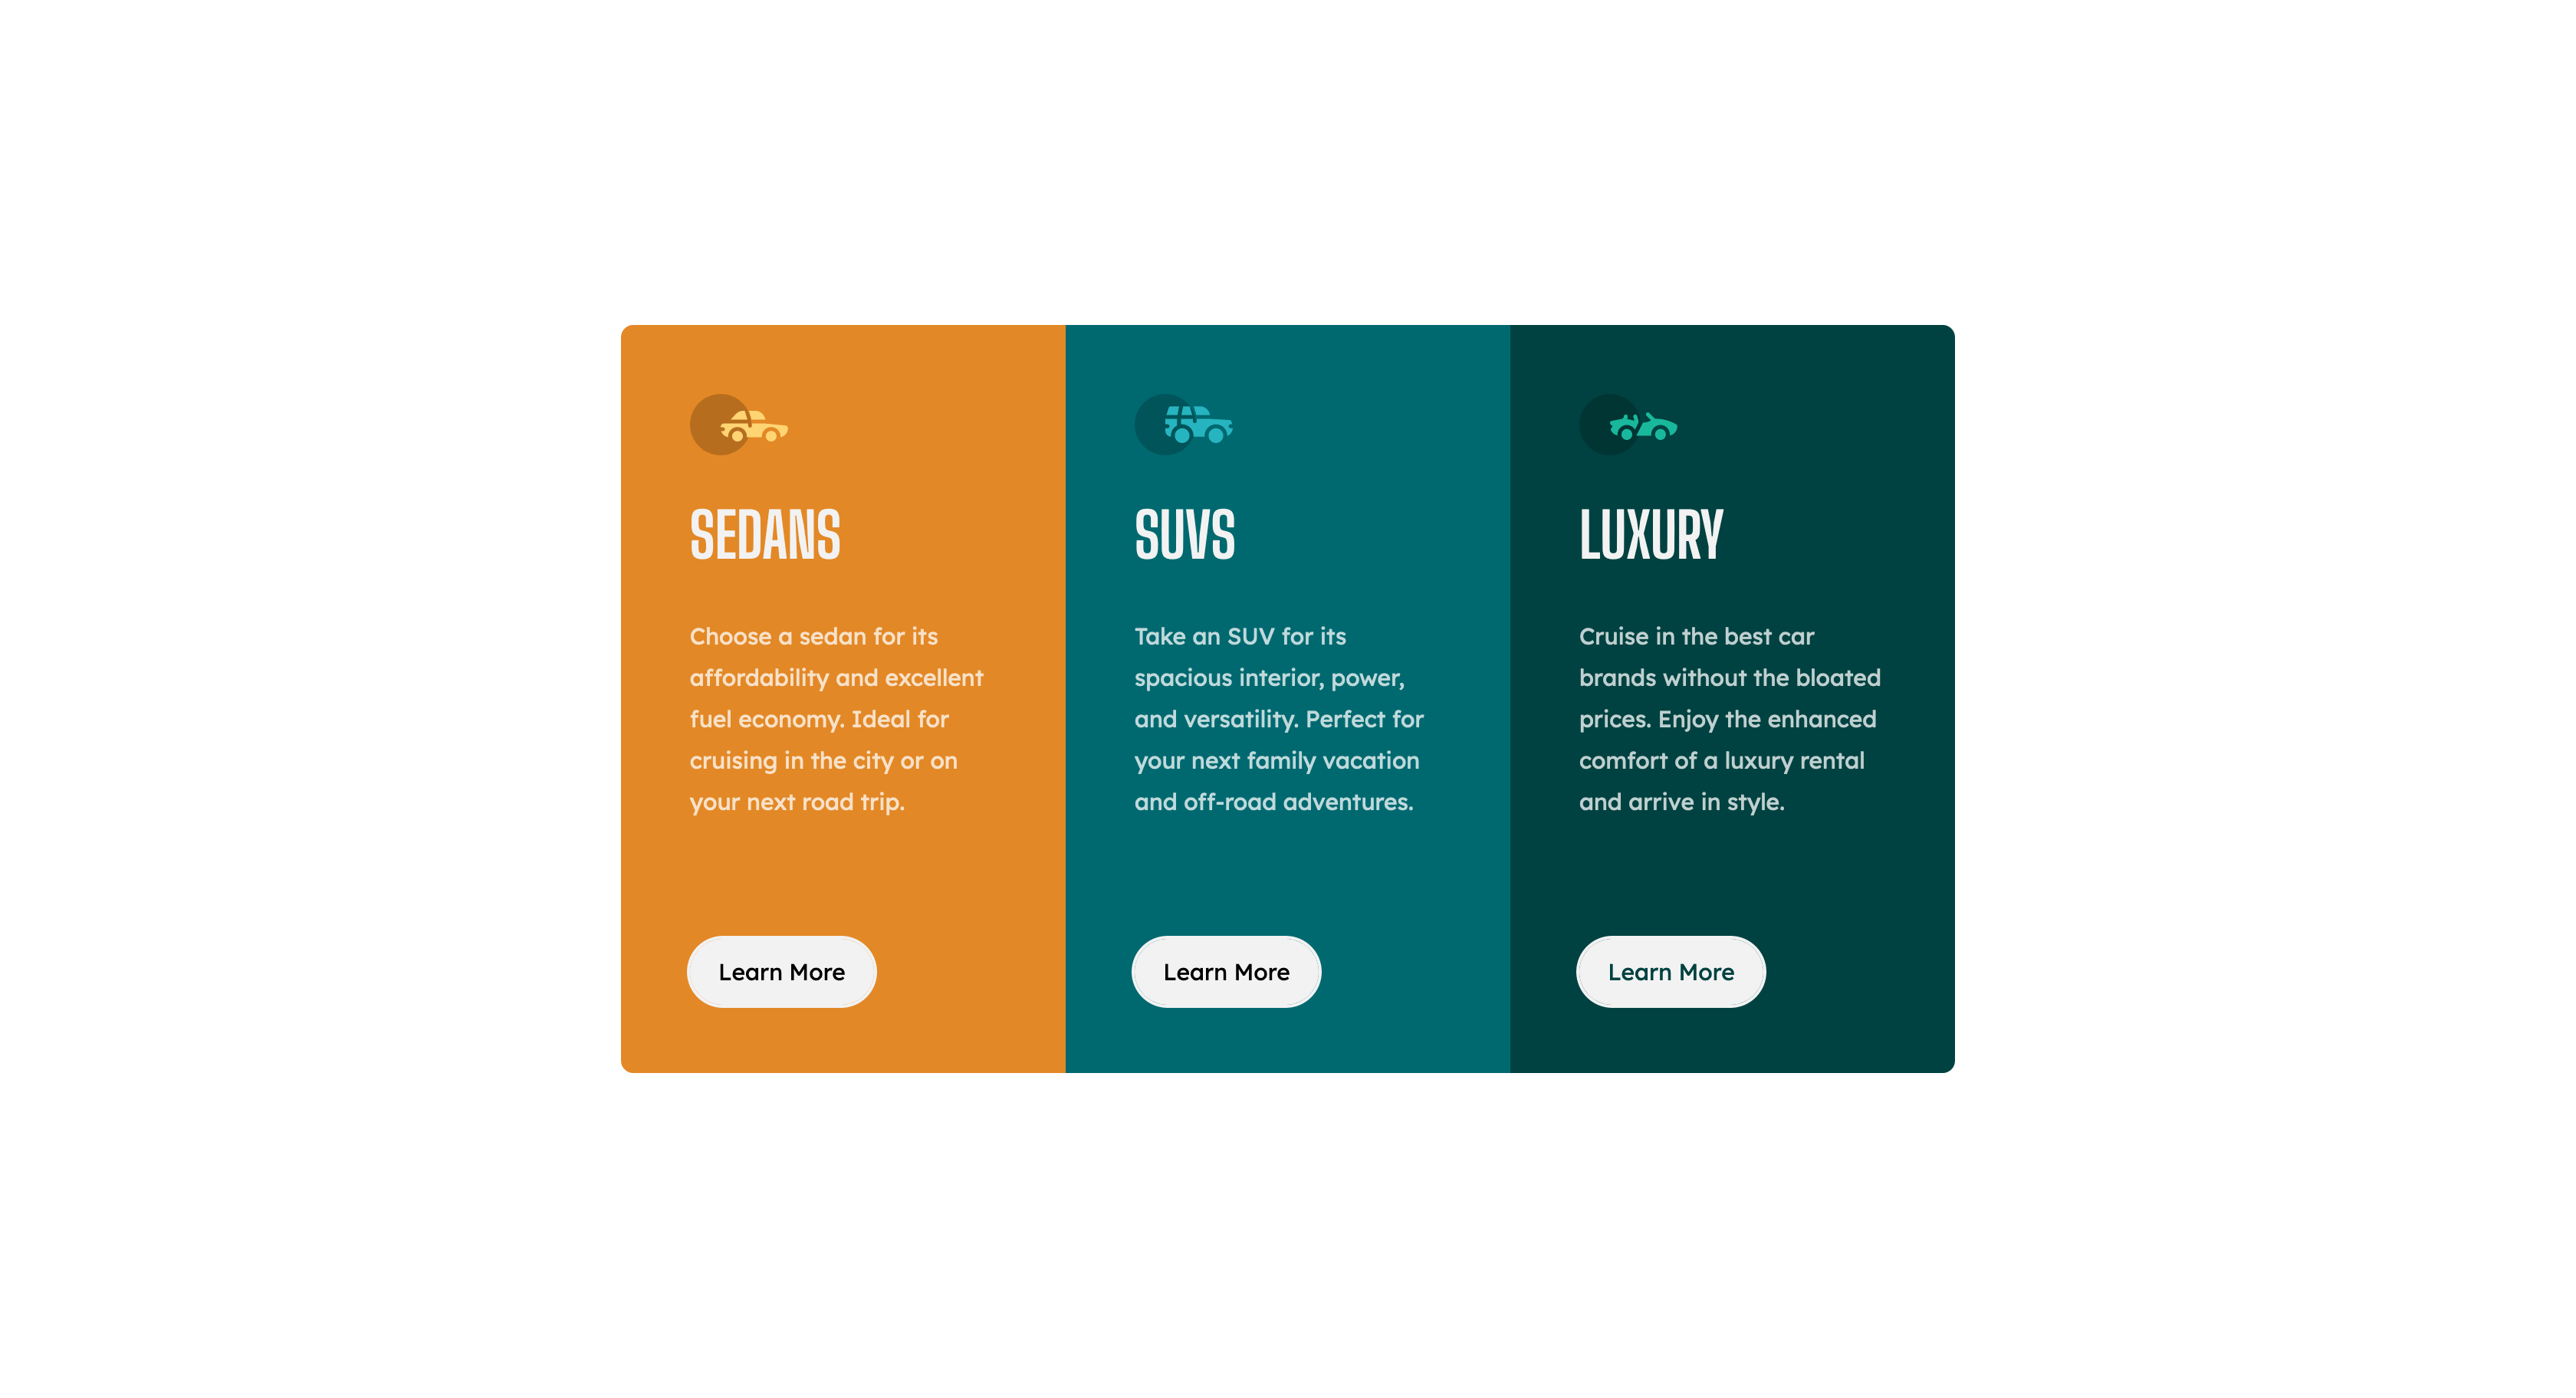 SEDANS
Choose a sedan for its
affordability and excellent
fuel economy. Ideal for
cruising in the city or on
your next road trip.
Learn More
SUVS
Take an SUV for its
spacious interior, power,
and versatility. Perfect for
your next family vacation
and off-road adventures.
Learn More
LUXURY
Cruise in the best car
brands without the bloated
prices. Enjoy the enhanced
comfort of a luxury rental
and arrive in style.
Learn More